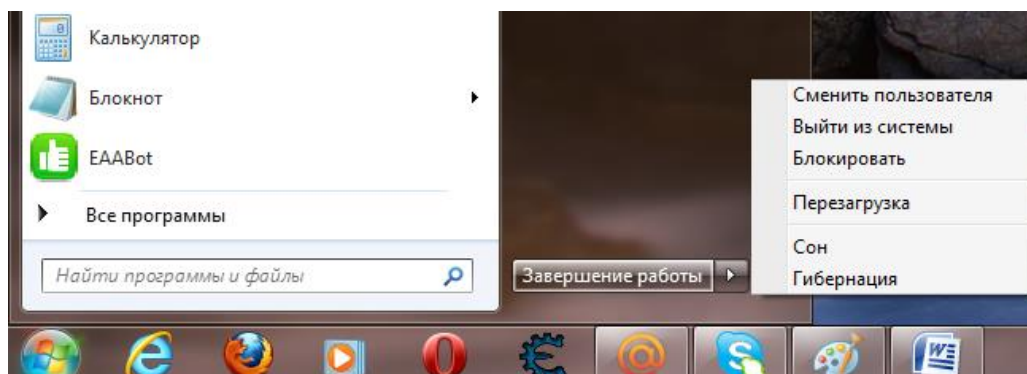 Калькулятор
Блокнот
EAABot
Все программы
Найти программы и файлы
Завершение работы
Сменить пользователя
Выйти из системы
Блокировать
Перезагрузка
Сон
Гибернация